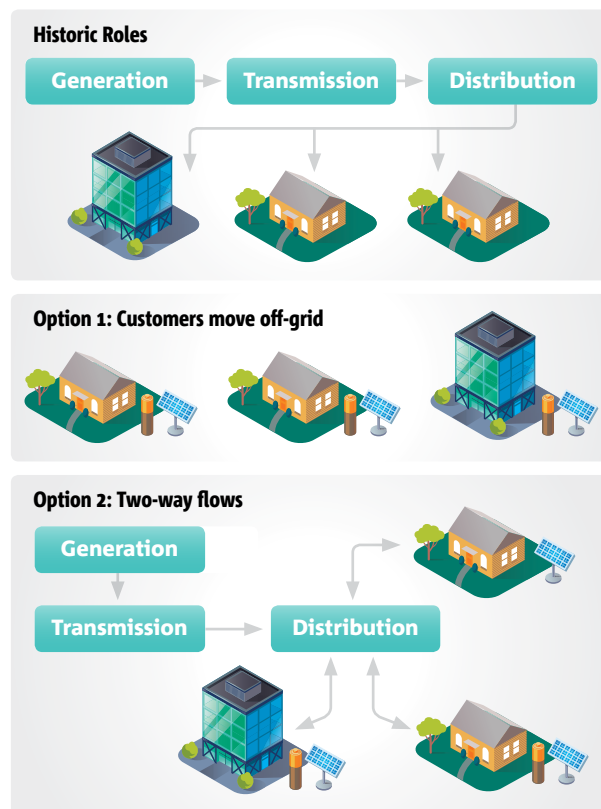 Historic Roles
Generation
Transmission
Distribution
Option 1: Customers move off-grid
Option 2: Two-way flows
Generation
Transmission
Distribution